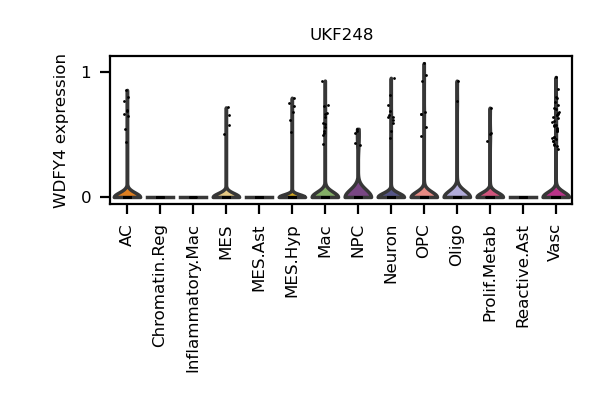 UKF248
WDFY4 expression
1
0
AC
Chromatin.Reg
Inflammatory.Mac
MES
MES.Ast
MES.Hyp
Mac
NPC
Neuron
OPC
Oligo
Prolif.Metab
Reactive.Ast
Vasc